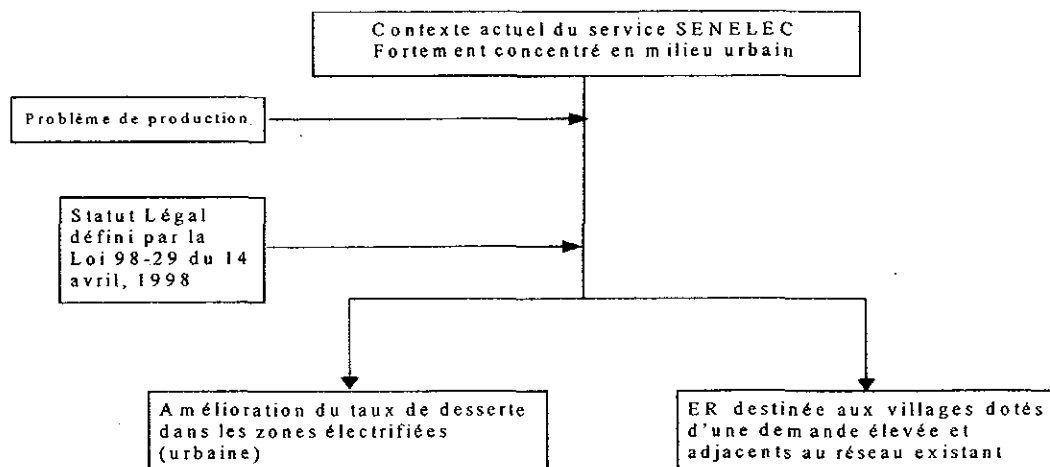 Contexte actuel du service SENELEC
Fortement concentré en milieu urbain
Problème de production
Statut Légal
défini par la
Loi 98-29 du 14
avril, 1998
Amélioration du taux de desserte
dans les zones électrifiées
(urbaine)
ER destinée aux villages dotés
d'une demande élevée et
adjacents au réseau existant